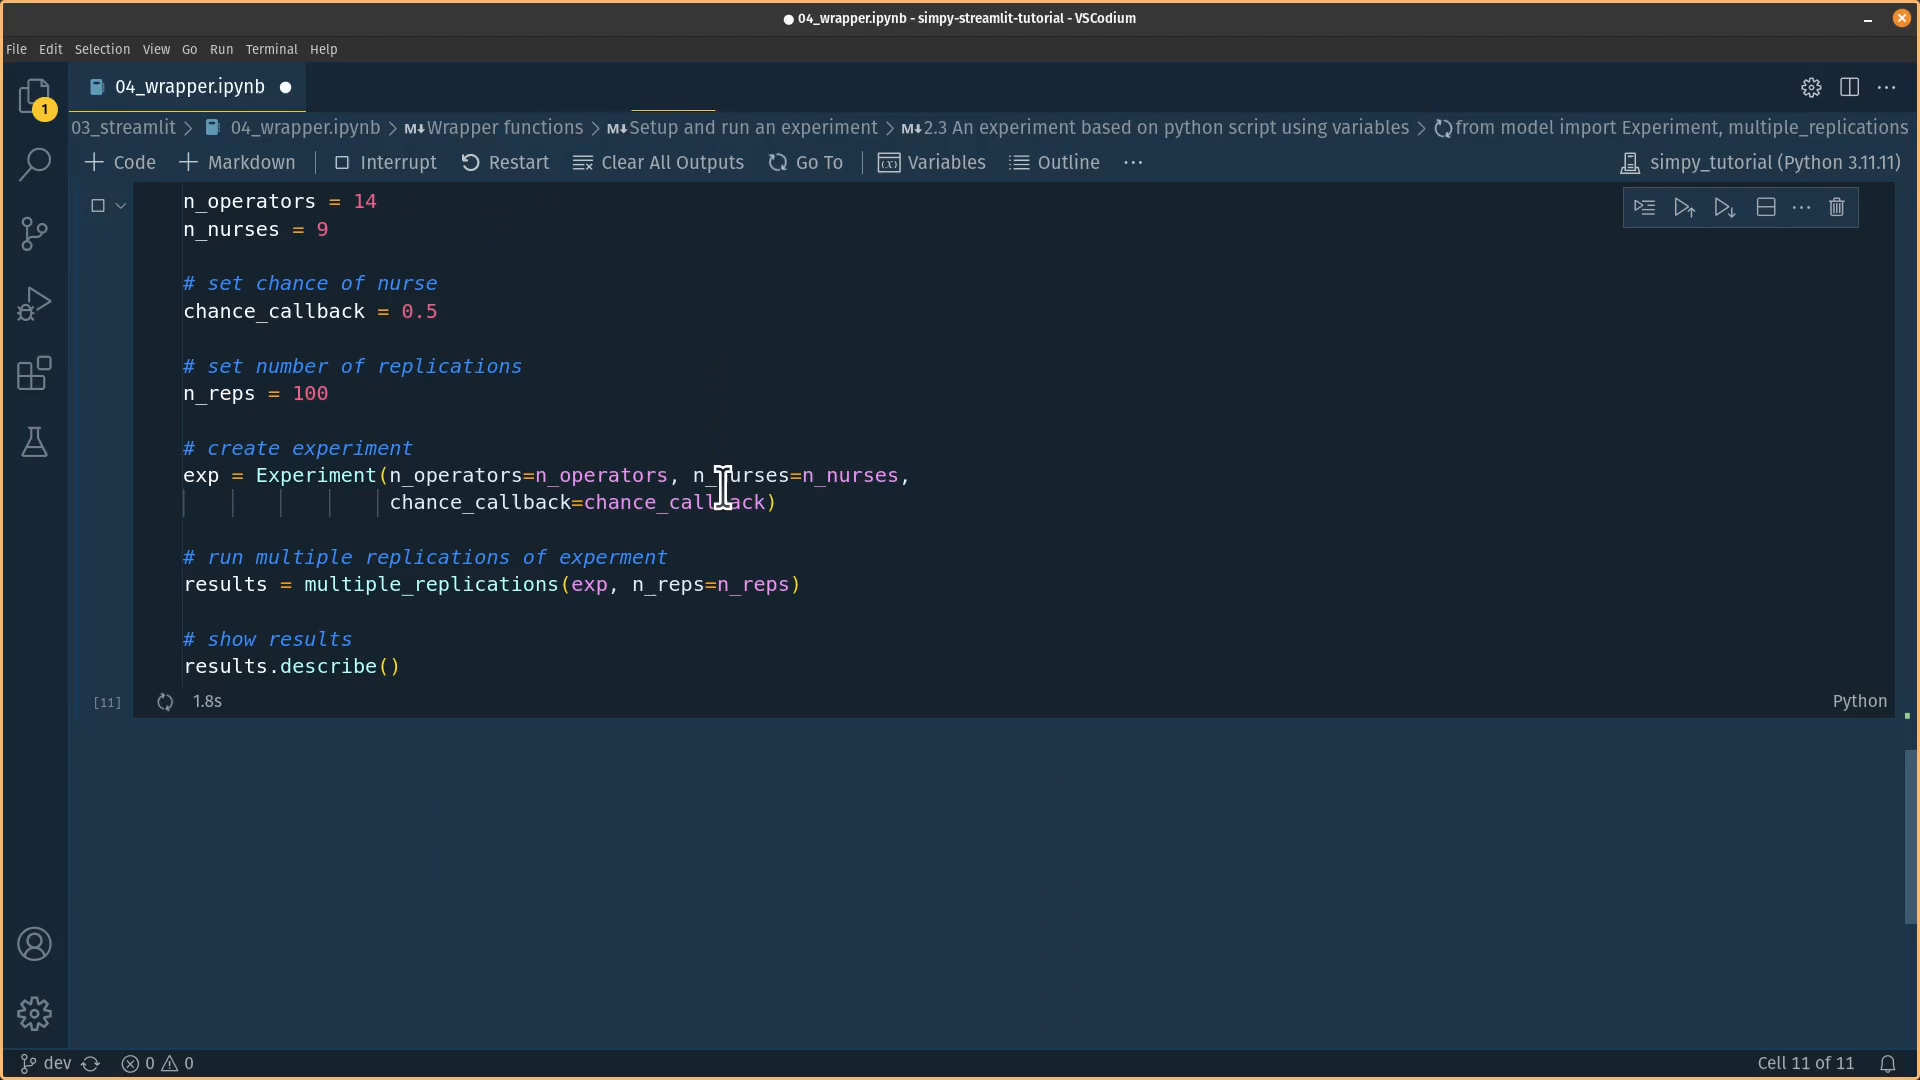 ● 04_wrapper.ipynb - simpy-streamlit-tutorial - VSCodium
File Edit Selection View Go Run Terminal Help
1
04_wrapper.ipynb ●
03_streamlit > 04_wrapper.ipynb > M↓Wrapper functions > M↓Setup and run an experiment > M↓2.3 An experiment based on python script using variables > from model import Experiment, multiple_replications
+ Code + Markdown | Interrupt Restart Clear All Outputs Go To | (x) Variables Outline ··· simpy_tutorial (Python 3.11.11)
n_operators = 14
n_nurses = 9
# set chance of nurse
chance_callback = 0.5
# set number of replications
n_reps = 100
# create experiment
exp = Experiment(n_operators=n_operators, n_nurses=n_nurses,
chance_callback=chance_callback)
# run multiple replications of experment
results = multiple_replications(exp, n_reps=n_reps)
# show results
results.describe()
[11] 1.8s Python
dev 0 0 Cell 11 of 11